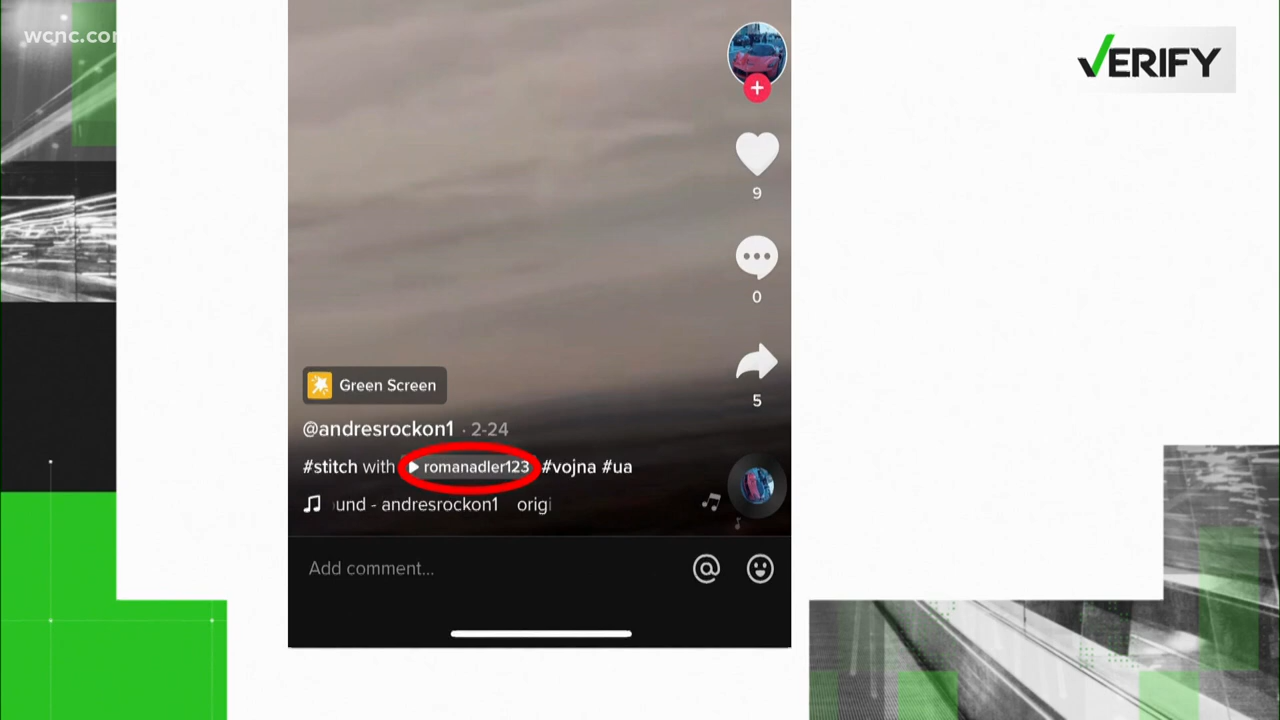 wcnc.com
VERIFY
9
0
5
Green Screen
@andresrockon1 · 2-24
#stitch with romanadler123 #vojna #ua
und - andresrockon1 origi
Add comment...